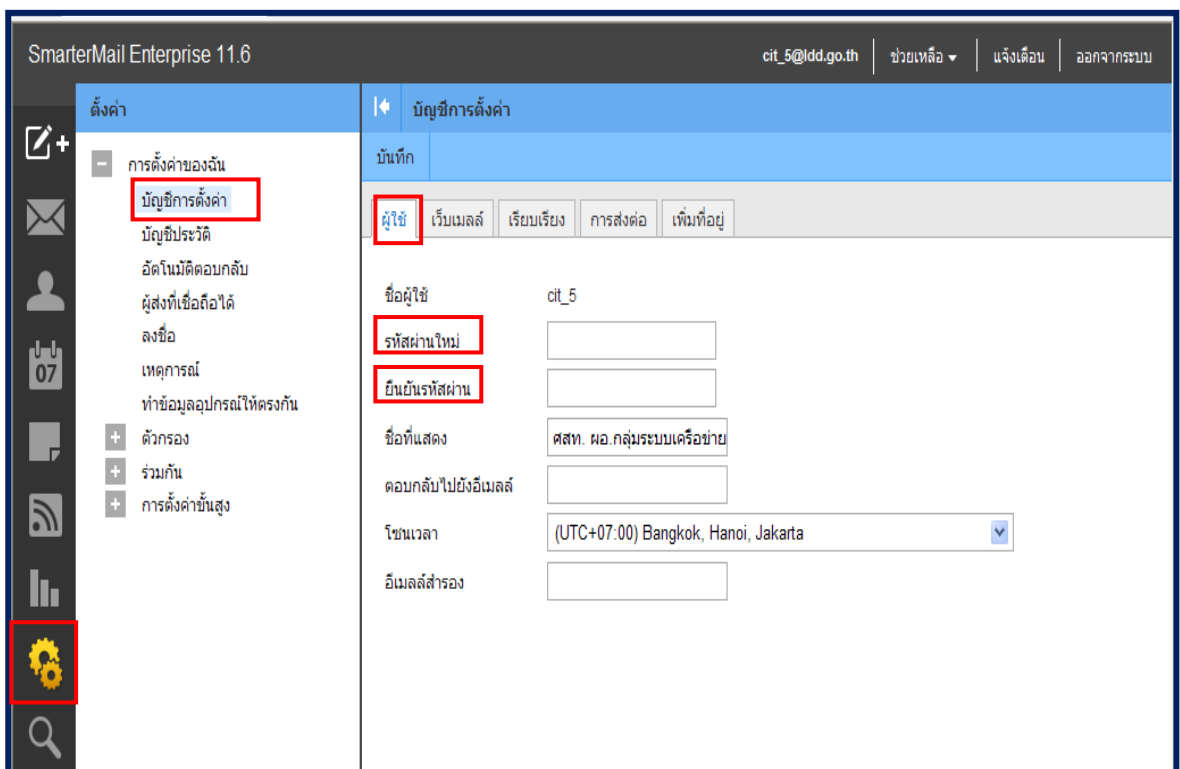 SmarterMail Enterprise 11.6
cit_5@ldd.go.th ช่วยเหลือ แจ้งเตือน ออกจากระบบ
ตั้งค่า
การตั้งค่าของฉัน
บัญชีการตั้งค่า
บัญชีประวัติ
อัตโนมัติตอบกลับ
ผู้ส่งที่เชื่อถือได้
ลงชื่อ
เหตุการณ์
ทำข้อมูลอุปกรณ์ให้ตรงกัน
ตัวกรอง
ร่วมกัน
การตั้งค่าขั้นสูง
07
บัญชีการตั้งค่า
บันทึก
ผู้ใช้ เว็บเมลล์ เรียบเรียง การส่งต่อ เพิ่มที่อยู่
ชื่อผู้ใช้ cit_5
รหัสผ่านใหม่
ยืนยันรหัสผ่าน
ชื่อที่แสดง ศสท. ผอ.กลุ่มระบบเครือข่าย
ตอบกลับไปยังอีเมลล์
โซนเวลา (UTC+07:00) Bangkok, Hanoi, Jakarta
อีเมลล์สำรอง